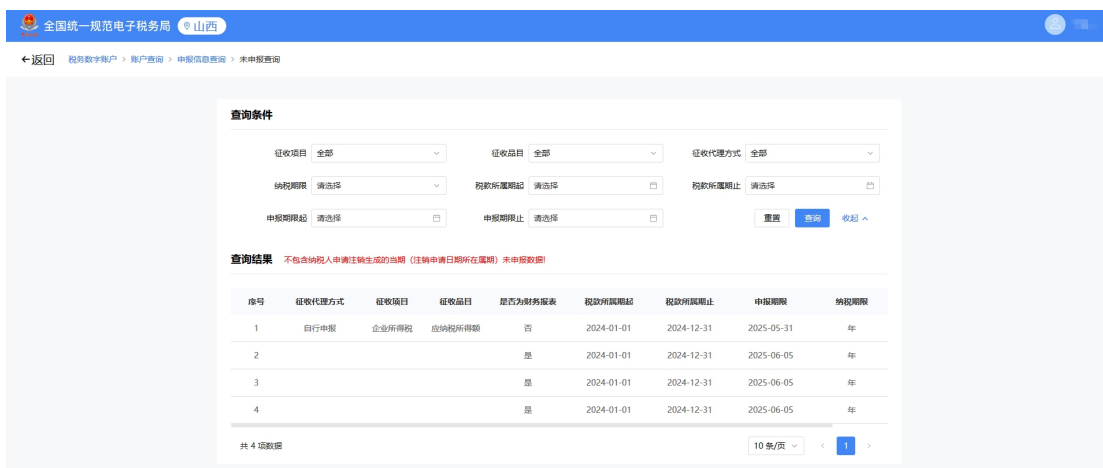 全国统一规范电子税务局 山西
返回 税务数字账户 > 账户查询 > 申报信息查询 > 未申报查询
查询条件
征收项目 全部 征收品目 全部 征收代理方式 全部
纳税期限 请选择 税款所属期起 请选择 税款所属期止 请选择
申报期限起 请选择 申报期限止 请选择 重置 查询 收起
查询结果 不包含纳税人申请注销生成的当期（注销申请日期所在属期）未申报数据!
序号 征收代理方式 征收项目 征收品目 是否为财务报表 税款所属期起 税款所属期止 申报期限 纳税期限
1 自行申报 企业所得税 应纳税所得额 否 2024-01-01 2024-12-31 2025-05-31 年
2 是 2024-01-01 2024-12-31 2025-06-05 年
3 是 2024-01-01 2024-12-31 2025-06-05 年
4 是 2024-01-01 2024-12-31 2025-06-05 年
共 4 项数据 10 条/页 < 1 >